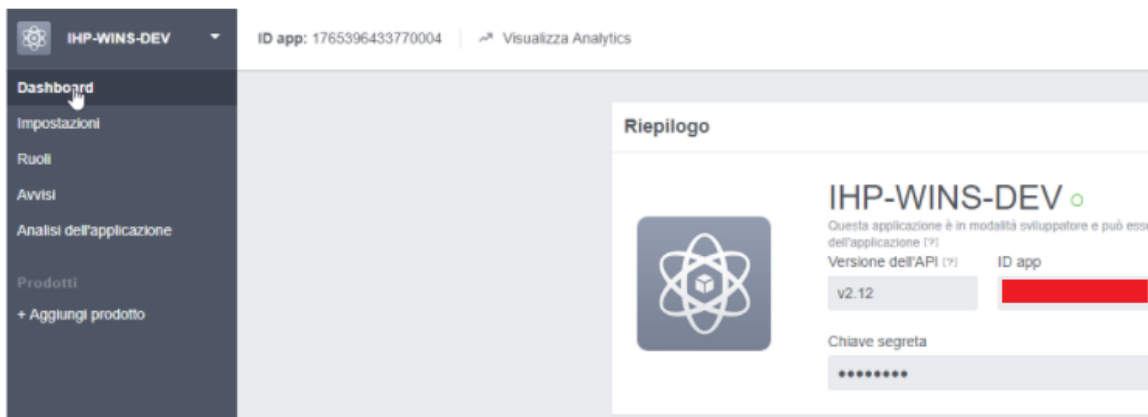 IHP-WINS-DEV
ID app: 1765396433770004
Visualizza Analytics
Dashboard
Impostazioni
Ruoli
Avvisi
Analisi dell'applicazione
Prodotti
+ Aggiungi prodotto
Riepilogo
IHP-WINS-DEV
Questa applicazione è in modalità sviluppatore e può esse
dell'applicazione [?]
Versione dell'API [?]
ID app
v2.12
Chiave segreta
••••••••